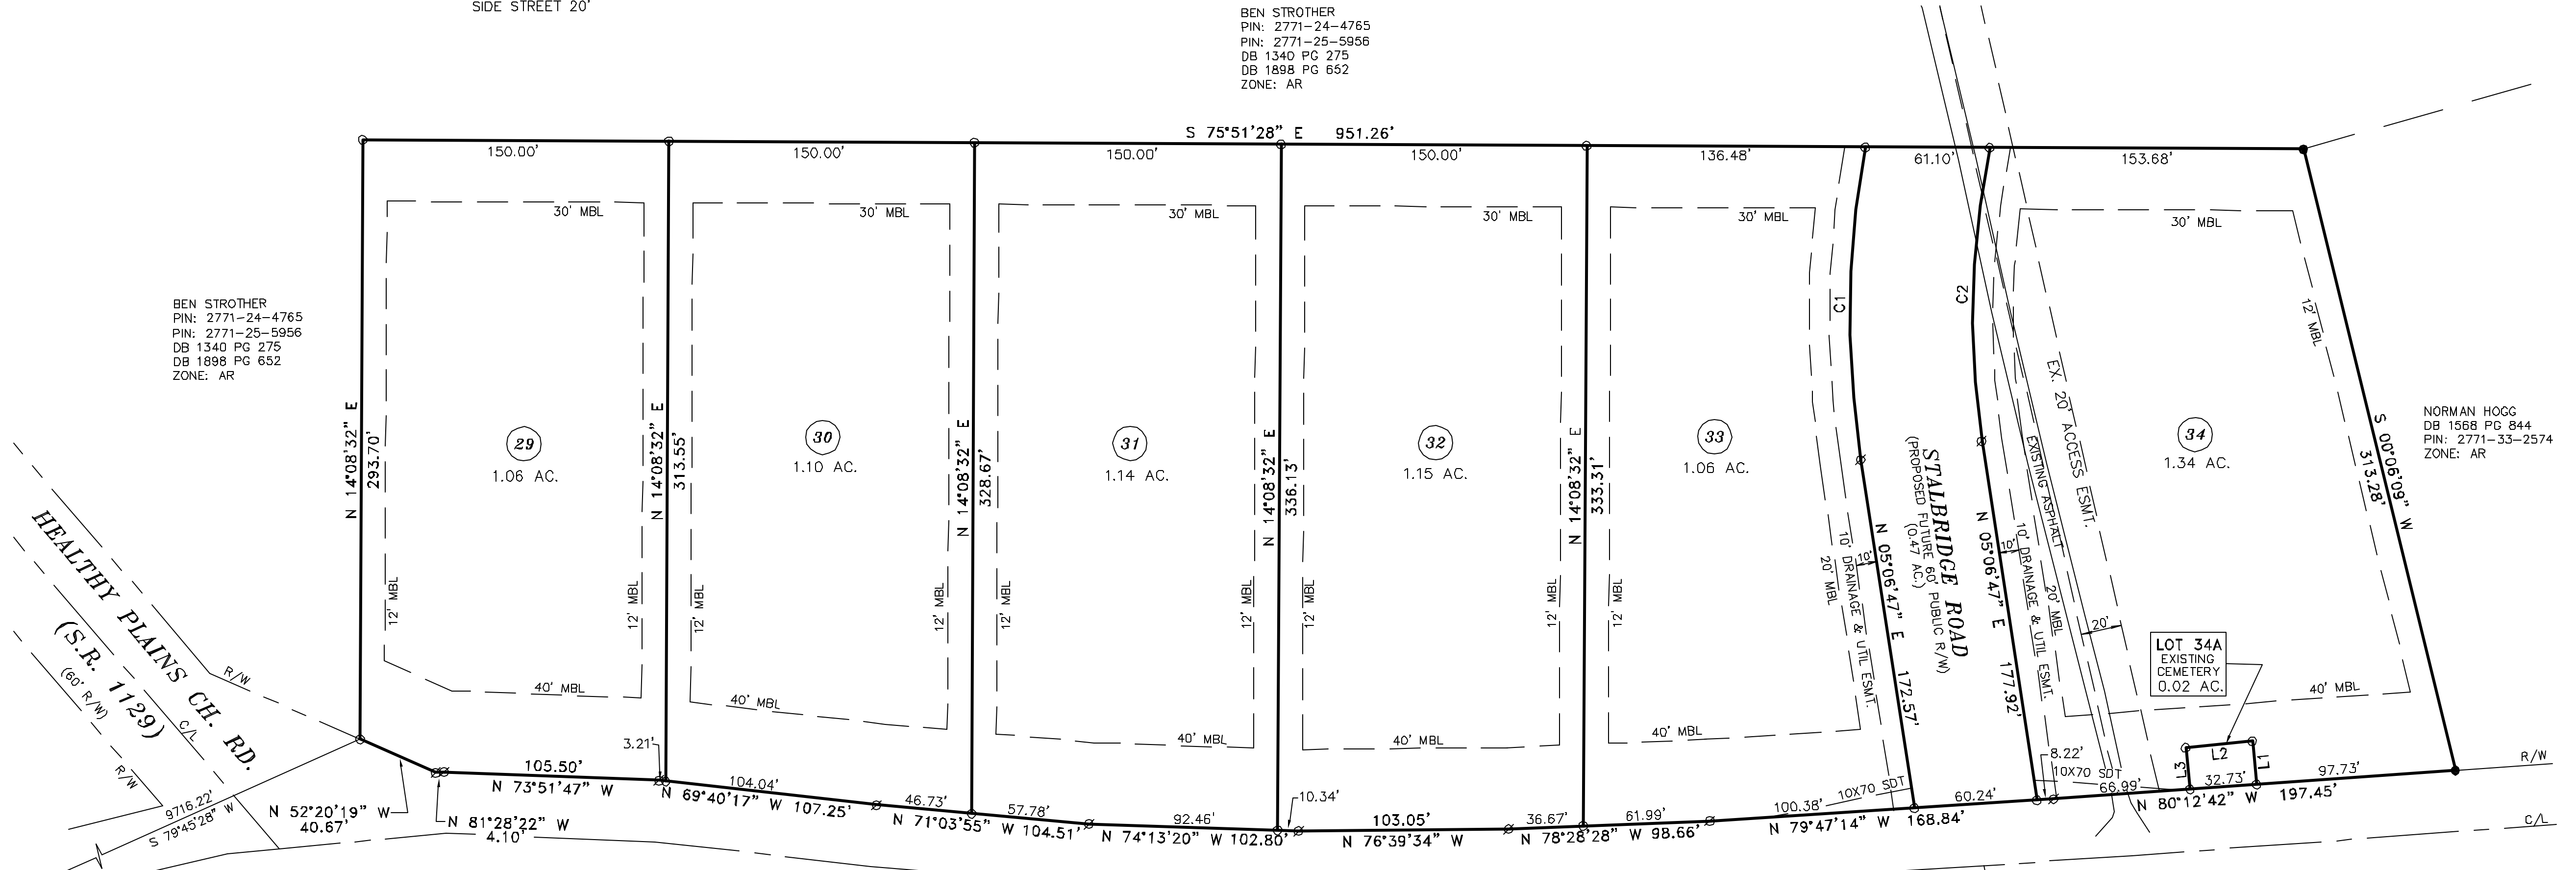 SIDE STREET 20'
BEN STROTHER
PIN: 2771-24-4765
PIN: 2771-25-5956
DB 1340 PG 275
DB 1898 PG 652
ZONE: AR
S 75°51'28" E 951.26'
150.00'
150.00'
150.00'
150.00'
136.48'
61.10'
153.68'
30' MBL
30' MBL
30' MBL
30' MBL
30' MBL
30' MBL
BEN STROTHER
PIN: 2771-24-4765
PIN: 2771-25-5956
DB 1340 PG 275
DB 1898 PG 652
ZONE: AR
N 14°08'32" E
293.70'
29
1.06 AC.
12' MBL
12' MBL
40' MBL
N 14°08'32" E
313.55'
30
1.10 AC.
12' MBL
12' MBL
40' MBL
N 14°08'32" E
328.67'
31
1.14 AC.
12' MBL
12' MBL
40' MBL
N 14°08'32" E
336.13'
32
1.15 AC.
12' MBL
12' MBL
40' MBL
N 14°08'32" E
333.31'
33
1.06 AC.
12' MBL
40' MBL
C1
10'
10' DRAINAGE & UTIL ESMT.
20' MBL
N 05°06'47" E 172.57'
STALBRIDGE ROAD
(PROPOSED FUTURE 60' PUBLIC R/W)
(0.47 AC.)
C2
N 05°06'47" E 177.92'
10'
10' DRAINAGE & UTIL ESMT.
20' MBL
EXISTING ASPHALT
EX. 20' ACCESS ESMT.
20'
34
1.34 AC.
12' MBL
40' MBL
S 00°06'09" W
313.28'
NORMAN HOGG
DB 1568 PG 844
PIN: 2771-33-2574
ZONE: AR
LOT 34A
EXISTING
CEMETERY
0.02 AC.
L3
L2
L1
HEALTHY PLAINS CH. RD.
(S.R. 1129)
(60' R/W)
R/W
C/L
R/W
9716.22'
S 79°45'28" W
N 52°20'19" W
40.67'
N 81°28'22" W
4.10'
105.50'
N 73°51'47" W
3.21'
104.04'
N 69°40'17" W 107.25'
46.73'
57.78'
N 71°03'55" W 104.51'
92.46'
N 74°13'20" W 102.80'
10.34'
103.05'
N 76°39'34" W
36.67'
61.99'
N 78°28'28" W 98.66'
100.38'
10X70 SDT
60.24'
N 79°47'14" W 168.84'
8.22'
10X70 SDT
66.99'
32.73'
97.73'
N 80°12'42" W 197.45'
R/W
C/L